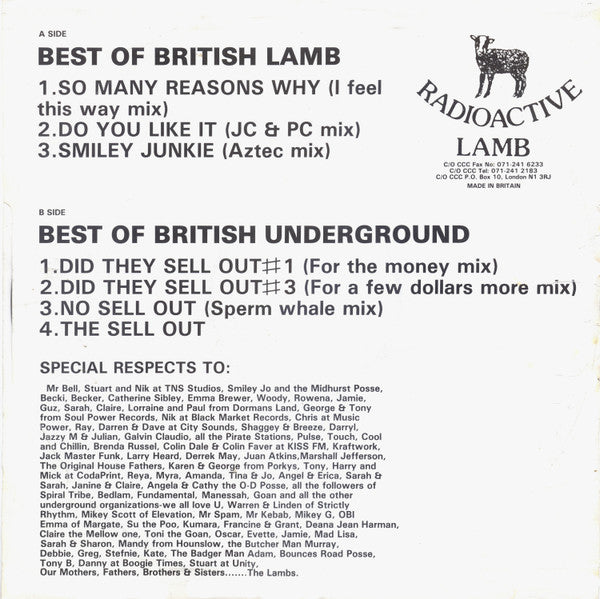 A SIDE
BEST OF BRITISH LAMB
1.SO MANY REASONS WHY (I feel
this way mix)
2.DO YOU LIKE IT (JC & PC mix)
3.SMILEY JUNKIE (Aztec mix)
RADIOACTIVE
LAMB
C/O CCC Fax No: 071-241 6233
C/O CCC Tel: 071-241 2183
C/O CCC P.O. Box 10, London N1 3RJ
MADE IN BRITAIN
B SIDE
BEST OF BRITISH UNDERGROUND
1.DID THEY SELL OUT♯1 (For the money mix)
2.DID THEY SELL OUT♯3 (For a few dollars more mix)
3.NO SELL OUT (Sperm whale mix)
4.THE SELL OUT
SPECIAL RESPECTS TO:
Mr Bell, Stuart and Nik at TNS Studios, Smiley Jo and the Midhurst Posse,
Becki, Becker, Catherine Sibley, Emma Brewer, Woody, Rowena, Jamie,
Guz, Sarah, Claire, Lorraine and Paul from Dormans Land, George & Tony
from Soul Power Records, Nik at Black Market Records, Chris at Music
Power, Ray, Darren & Dave at City Sounds, Shaggey & Breeze, Darryl,
Jazzy M & Julian, Galvin Claudio, all the Pirate Stations, Pulse, Touch, Cool
and Chillin, Brenda Russel, Colin Dale & Colin Faver at KISS FM, Kraftwork,
Jack Master Funk, Larry Heard, Derrek May, Juan Atkins,Marshall Jefferson,
The Original House Fathers, Karen & George from Porkys, Tony, Harry and
Mick at CodaPrint, Reya, Myra, Amanda, Tina & Jo, Angel & Erica, Sarah &
Sarah, Janine & Claire, Angela & Cathy the O-D Posse, all the followers of
Spiral Tribe, Bedlam, Fundamental, Manessah, Goan and all the other
underground organizations-we all love U, Warren & Linden of Strictly
Rhythm, Mikey Scott of Elevation, Mr Spam, Mr Kebab, Mikey G, OBI
Emma of Margate, Su the Poo, Kumara, Francine & Grant, Deana Jean Harman,
Claire the Mellow one, Toni the Goan, Oscar, Evette, Jamie, Mad Lisa,
Sarah & Sharon, Mandy from Hounslow, the Butcher Man Murray,
Debbie, Greg, Stefnie, Kate, The Badger Man Adam, Bounces Road Posse,
Tony B, Danny at Boogie Times, Stuart at Unity,
Our Mothers, Fathers, Brothers & Sisters.......The Lambs.